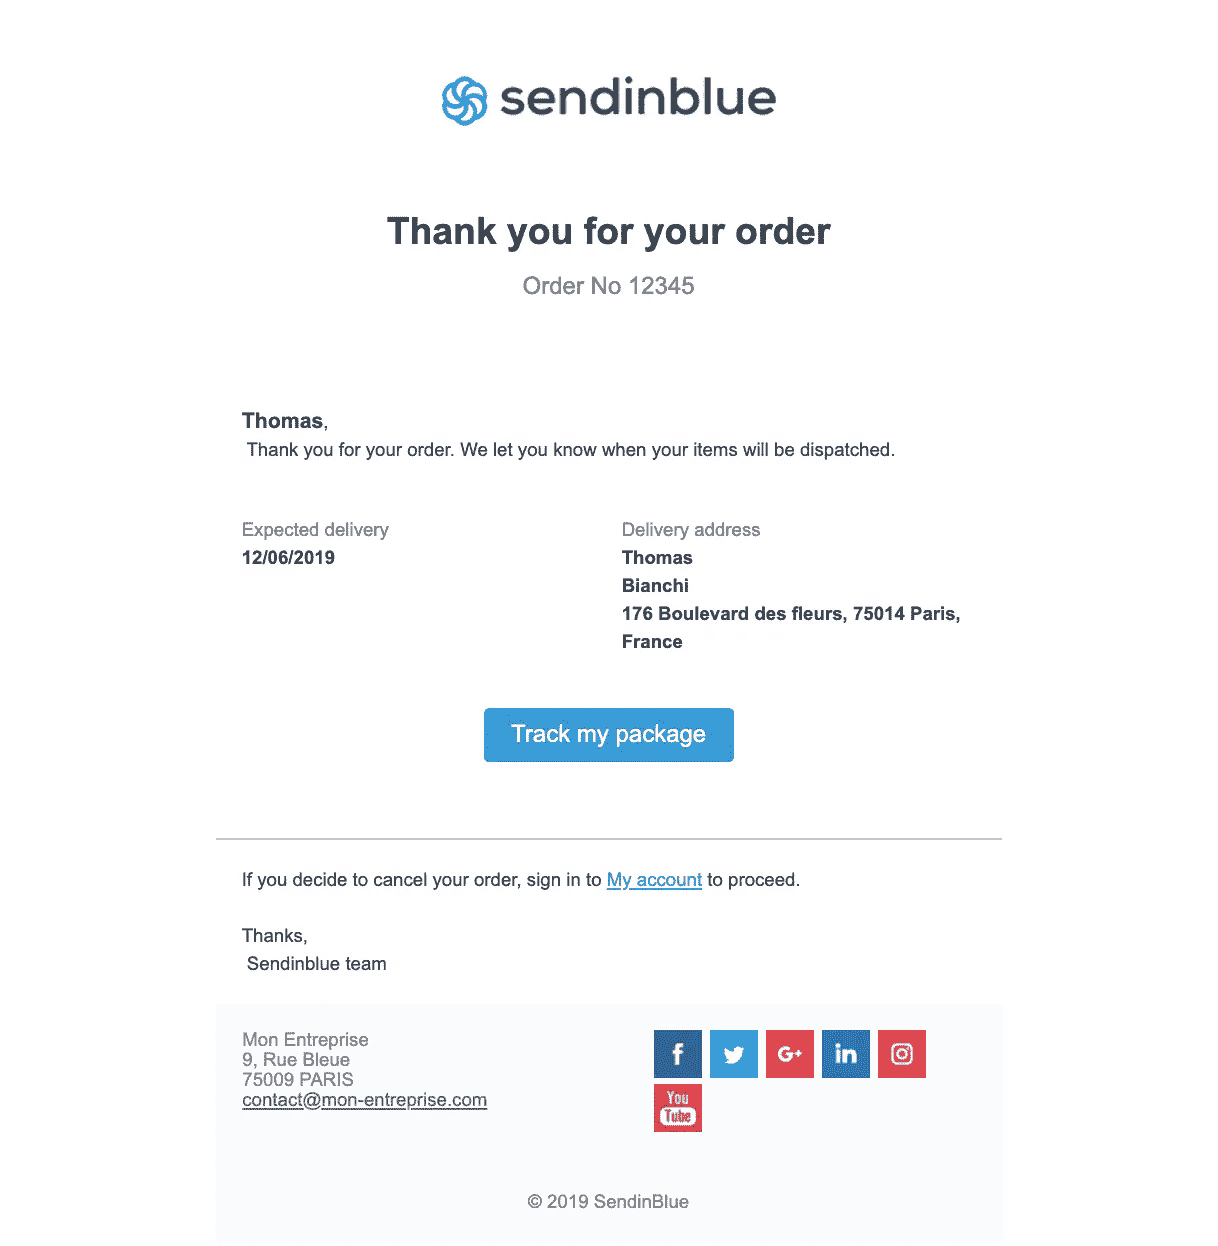 sendinblue
Thank you for your order
Order No 12345
Thomas,
Thank you for your order. We let you know when your items will be dispatched.
Expected delivery
12/06/2019
Delivery address
Thomas
Bianchi
176 Boulevard des fleurs, 75014 Paris,
France
Track my package
If you decide to cancel your order, sign in to My account to proceed.
Thanks,
Sendinblue team
Mon Entreprise
9, Rue Bleue
75009 PARIS
contact@mon-entreprise.com
f
G+
in
You
Tube
© 2019 SendinBlue